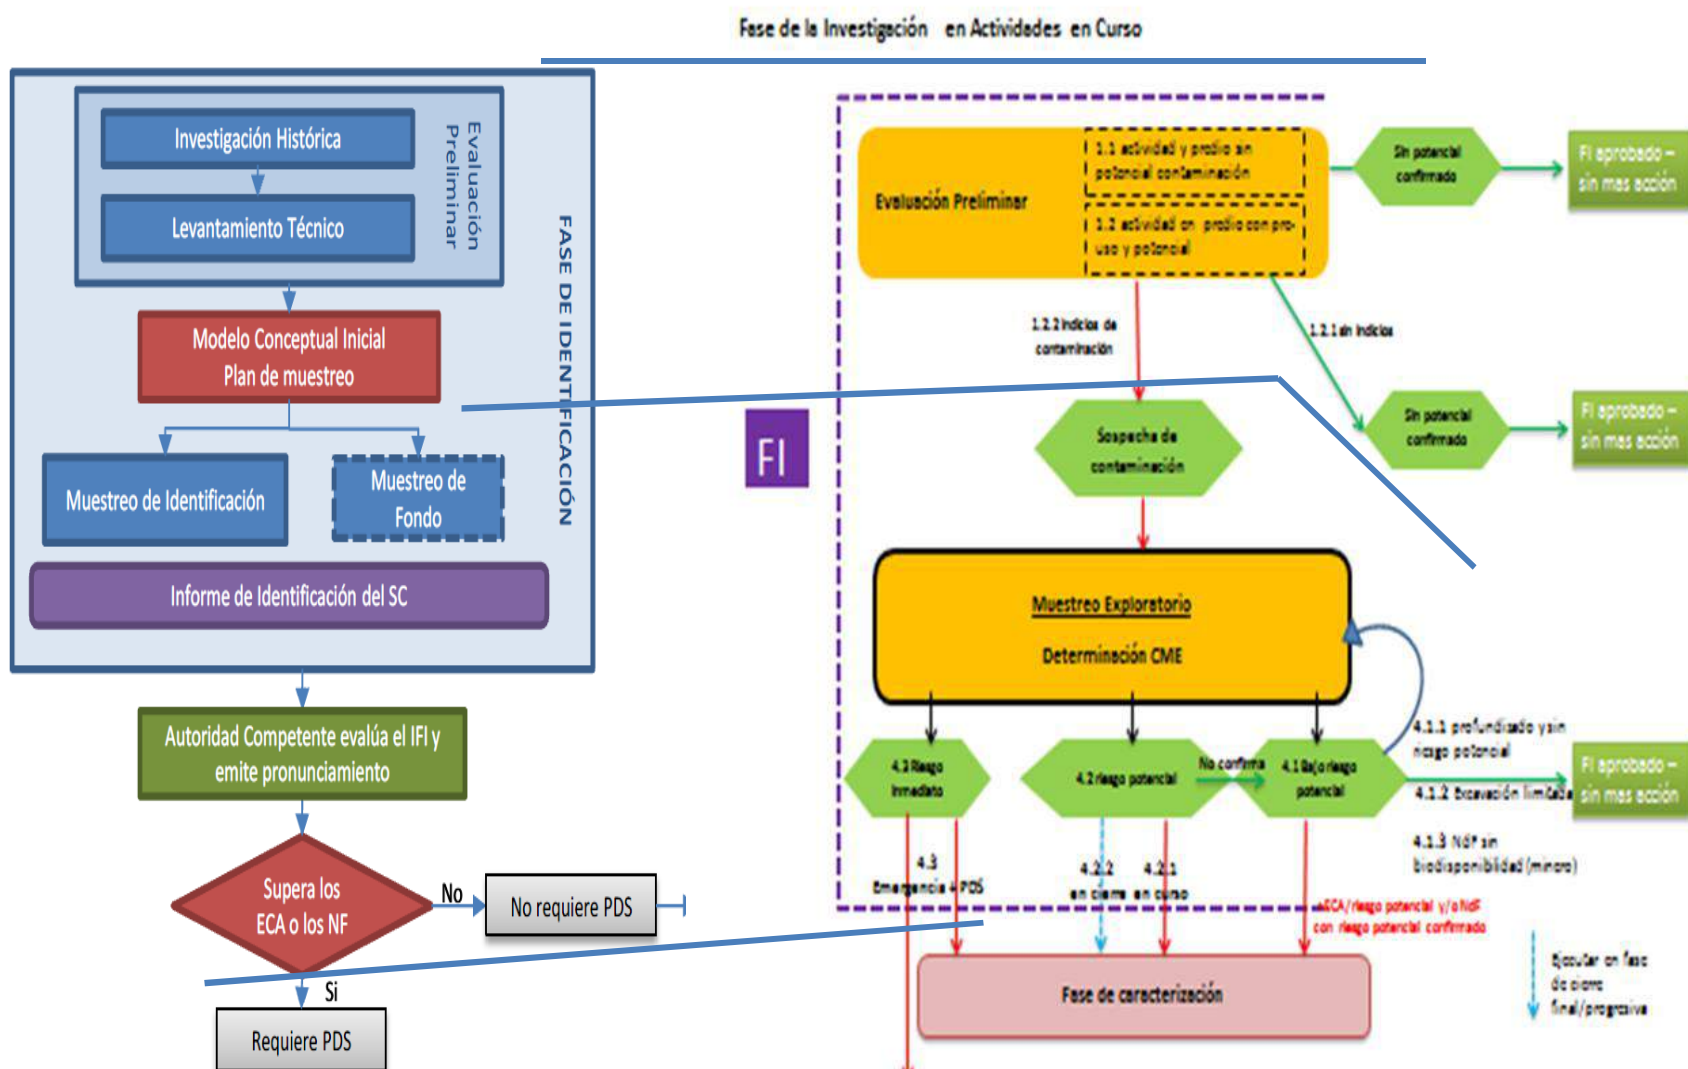 Fase de la Investigación en Actividades en Curso
Investigación Histórica
Levantamiento Técnico
Evaluación
Preliminar
Modelo Conceptual Inicial
Plan de muestreo
Muestreo de Identificación
Muestreo de
Fondo
FASE DE IDENTIFICACIÓN
Informe de Identificación del SC
Autoridad Competente evalúa el IFI y
emite pronunciamiento
Supera los
ECA o los NF
No
No requiere PDS
Si
Requiere PDS
FI
Evaluación Preliminar
1.1 actividad y predio sin
potencial contaminación
1.2 actividad en predio con pre-
uso y potencial
Sin potencial
confirmado
FI aprobado –
sin mas acción
1.2.2 Indicios de
contaminación
1.2.1 sin indicios
Sospecha de
contaminación
Sin potencial
confirmado
FI aprobado –
sin mas acción
Muestreo Exploratorio
Determinación CME
4.3 Riesgo
Inmediato
4.2 riesgo potencial
No confirma
4.1 Bajo riesgo
potencial
4.1.1 profundizado y sin
riesgo potencial
4.1.2 Excavación limitada
4.1.3 NdF sin
biodisponibilidad (minero)
FI aprobado –
sin mas acción
4.3
Emergencia + PDS
4.2.2
en cierre
4.2.1
en curso
>ECA/riesgo potencial y/o NdF
con riesgo potencial confirmado
Fase de caracterización
Ejecutar en fase
de cierre
final/progresiva